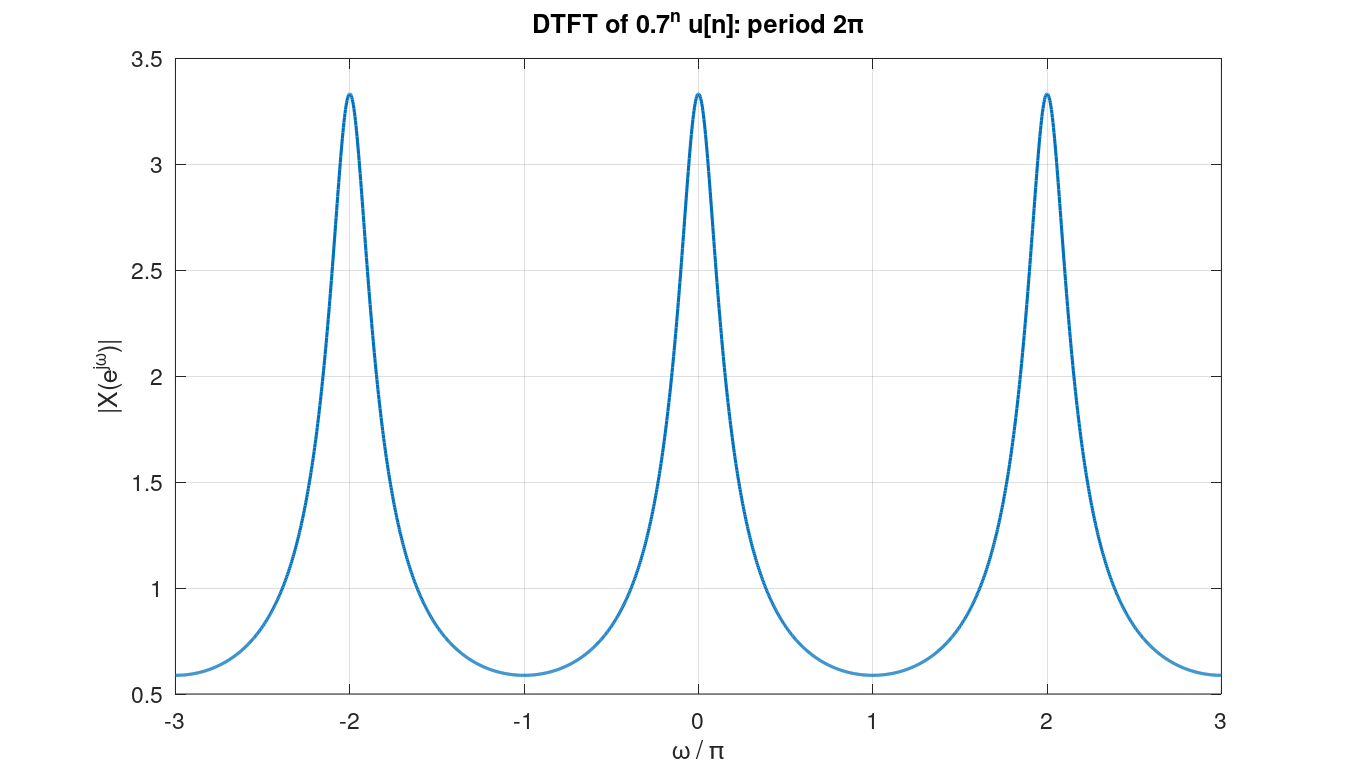 DTFT of 0.7ⁿ u[n]: period 2π
3.5
3
2.5
2
1.5
1
0.5
|X(e^{jω})|
-3 -2 -1 0 1 2 3
ω / π